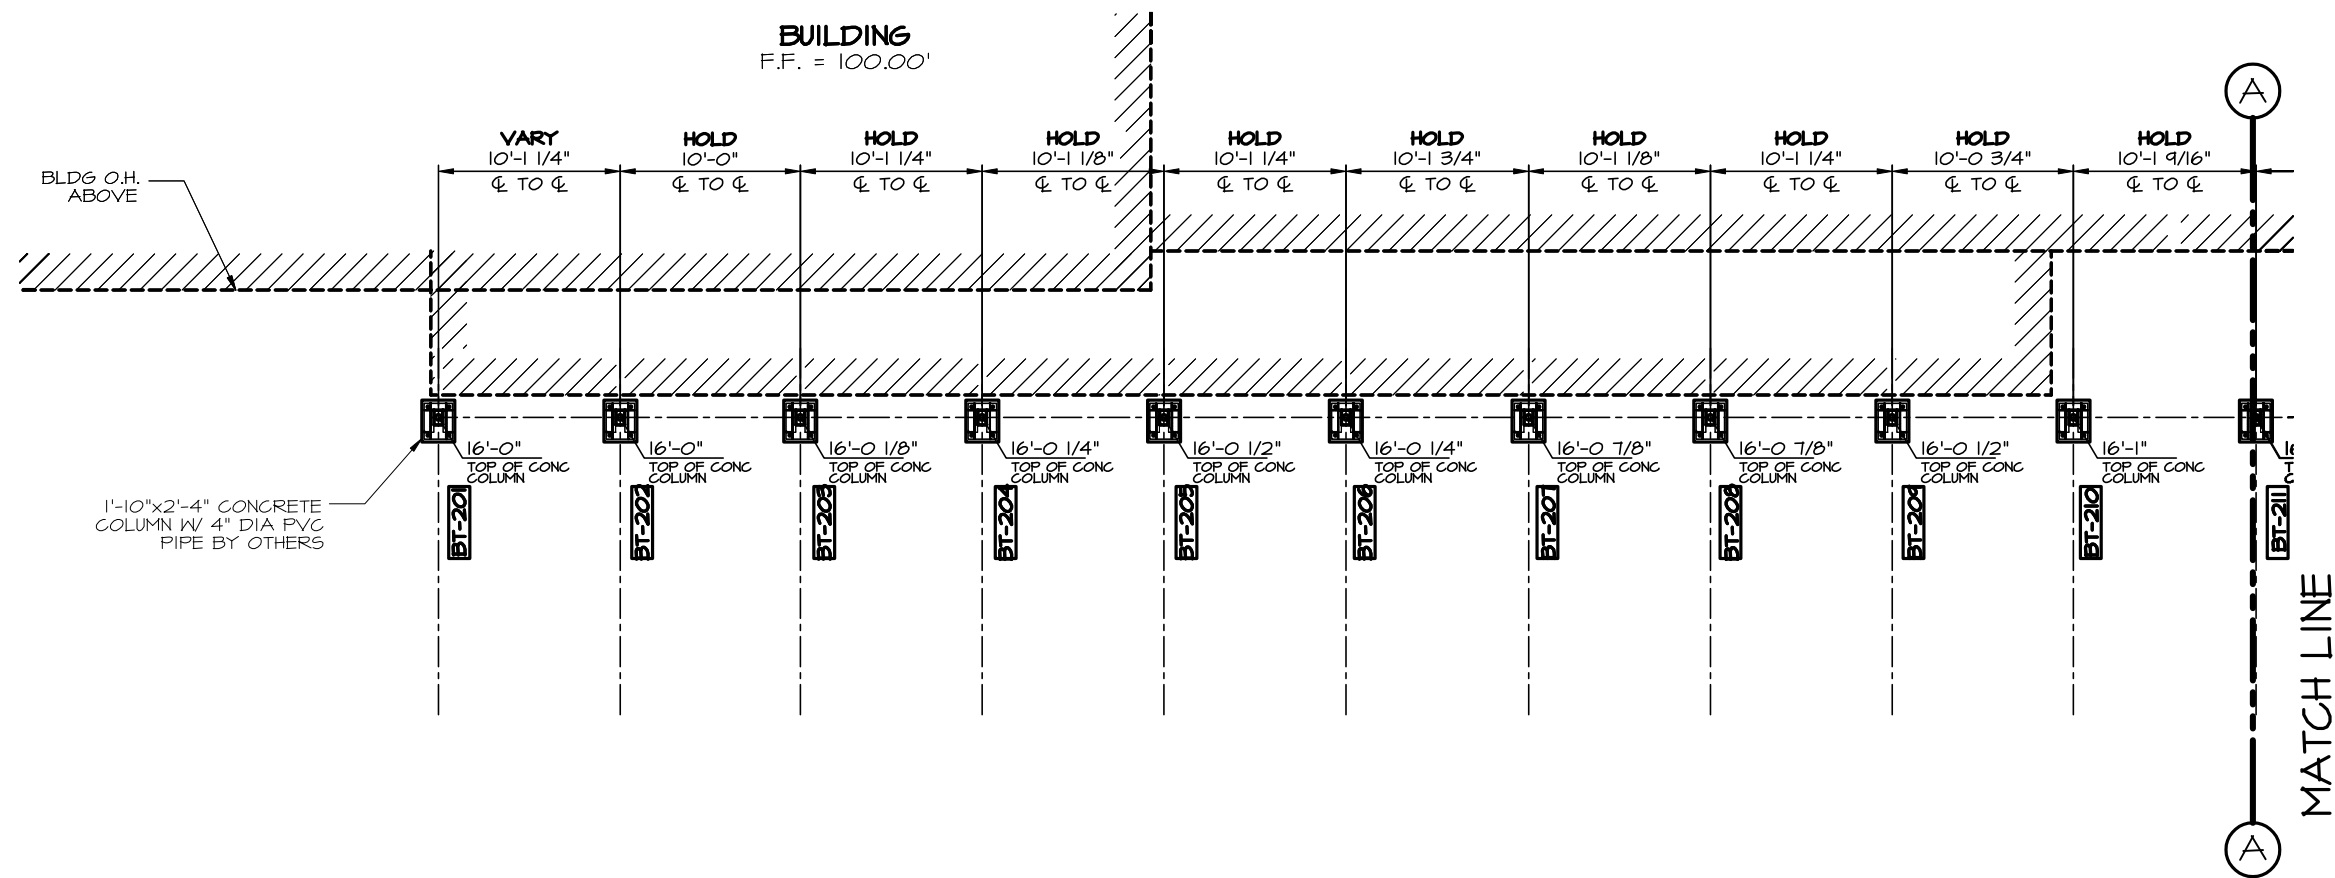 BUILDING
F.F. = 100.00'
A
VARY HOLD HOLD HOLD HOLD HOLD HOLD HOLD HOLD HOLD
10'-1 1/4" 10'-0" 10'-1 1/4" 10'-1 1/8" 10'-1 1/4" 10'-1 3/4" 10'-1 1/8" 10'-1 1/4" 10'-0 3/4" 10'-1 9/16"
℄ TO ℄ ℄ TO ℄ ℄ TO ℄ ℄ TO ℄ ℄ TO ℄ ℄ TO ℄ ℄ TO ℄ ℄ TO ℄ ℄ TO ℄ ℄ TO ℄
BLDG O.H.
ABOVE
16'-0" 16'-0" 16'-0 1/8" 16'-0 1/4" 16'-0 1/2" 16'-0 1/4" 16'-0 7/8" 16'-0 7/8" 16'-0 1/2" 16'-1"
TOP OF CONC TOP OF CONC TOP OF CONC TOP OF CONC TOP OF CONC TOP OF CONC TOP OF CONC TOP OF CONC TOP OF CONC TOP OF CONC
COLUMN COLUMN COLUMN COLUMN COLUMN COLUMN COLUMN COLUMN COLUMN COLUMN
BT-201 BT-202 BT-203 BT-204 BT-205 BT-206 BT-207 BT-208 BT-209 BT-210 BT-211
1'-10"x2'-4" CONCRETE
COLUMN W/ 4" DIA PVC
PIPE BY OTHERS
MATCH LINE
A